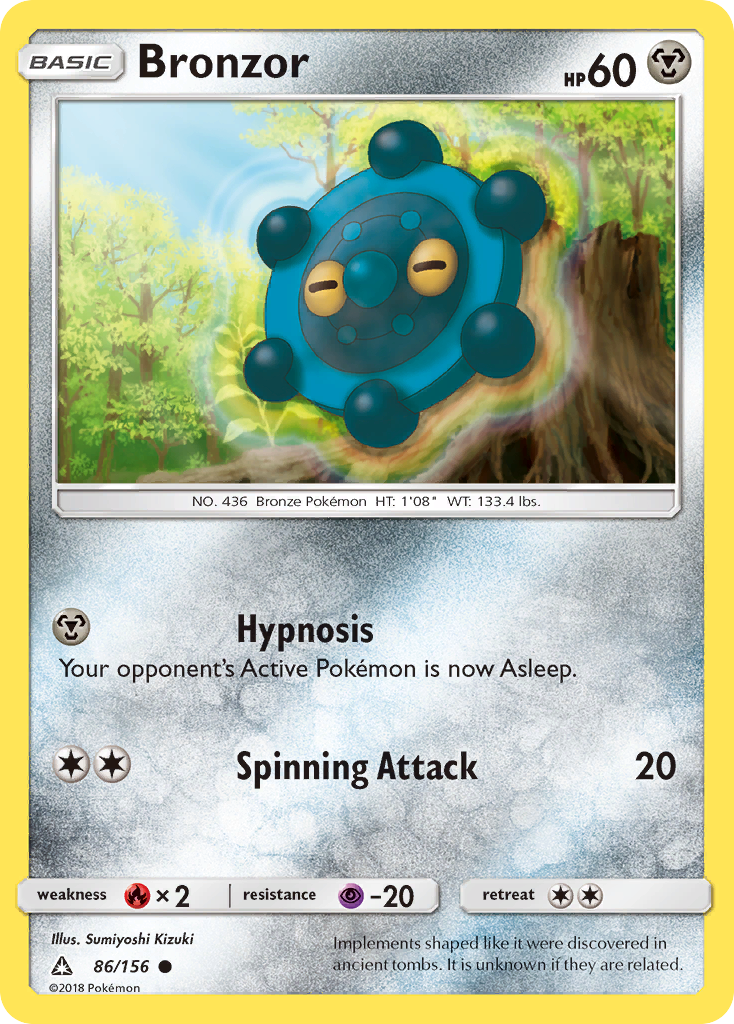 BASIC Bronzor HP60
NO. 436 Bronze Pokémon HT: 1'08" WT: 133.4 lbs.
Hypnosis
Your opponent's Active Pokémon is now Asleep.
Spinning Attack 20
weakness ×2 resistance -20 retreat
Illus. Sumiyoshi Kizuki
86/156
©2018 Pokémon
Implements shaped like it were discovered in
ancient tombs. It is unknown if they are related.